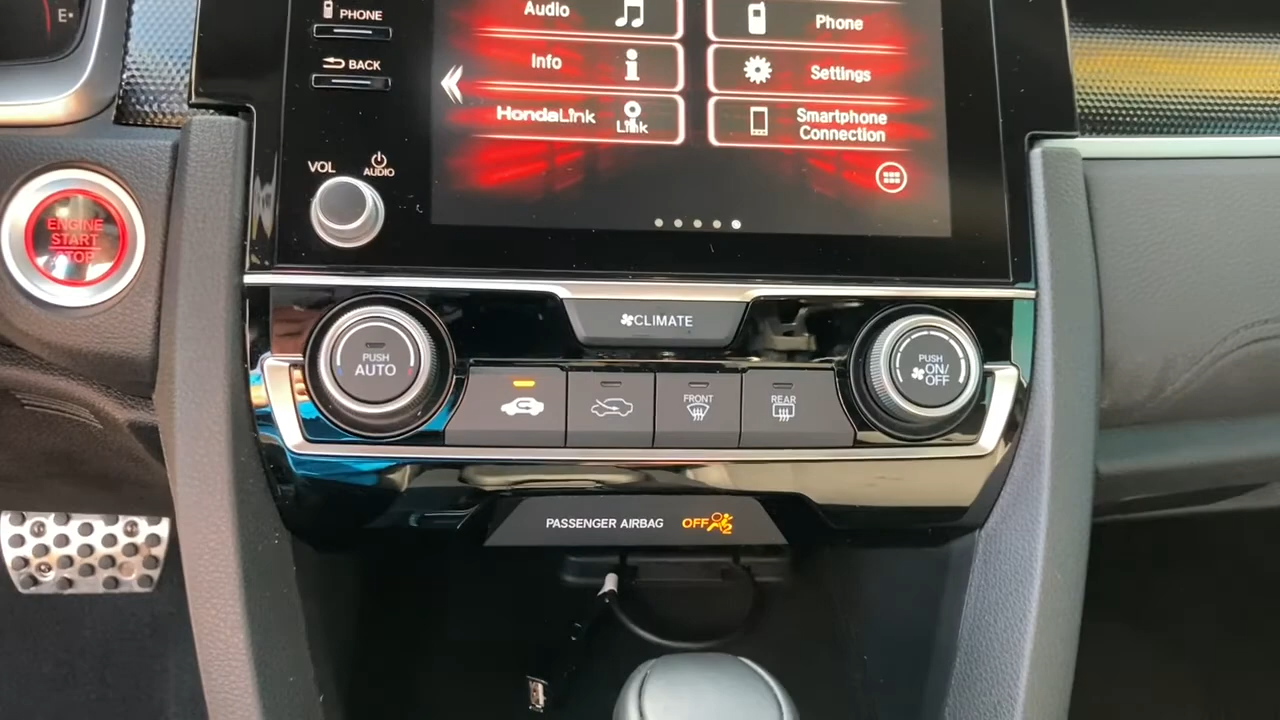 E
PHONE
BACK
VOL
AUDIO
Audio
Phone
Info
Settings
HondaLink
Link
Smartphone
Connection
ENGINE
START
STOP
CLIMATE
PUSH
AUTO
FRONT
REAR
PUSH
ON/
OFF
PASSENGER AIRBAG OFF
2